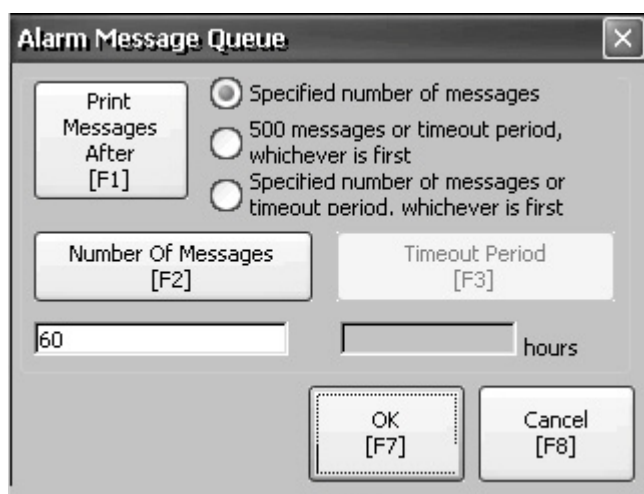 Alarm Message Queue
Print
Messages
After
[F1]
Specified number of messages
500 messages or timeout period,
whichever is first
Specified number of messages or
timeout period, whichever is first
Number Of Messages
[F2]
Timeout Period
[F3]
60
hours
OK
[F7]
Cancel
[F8]